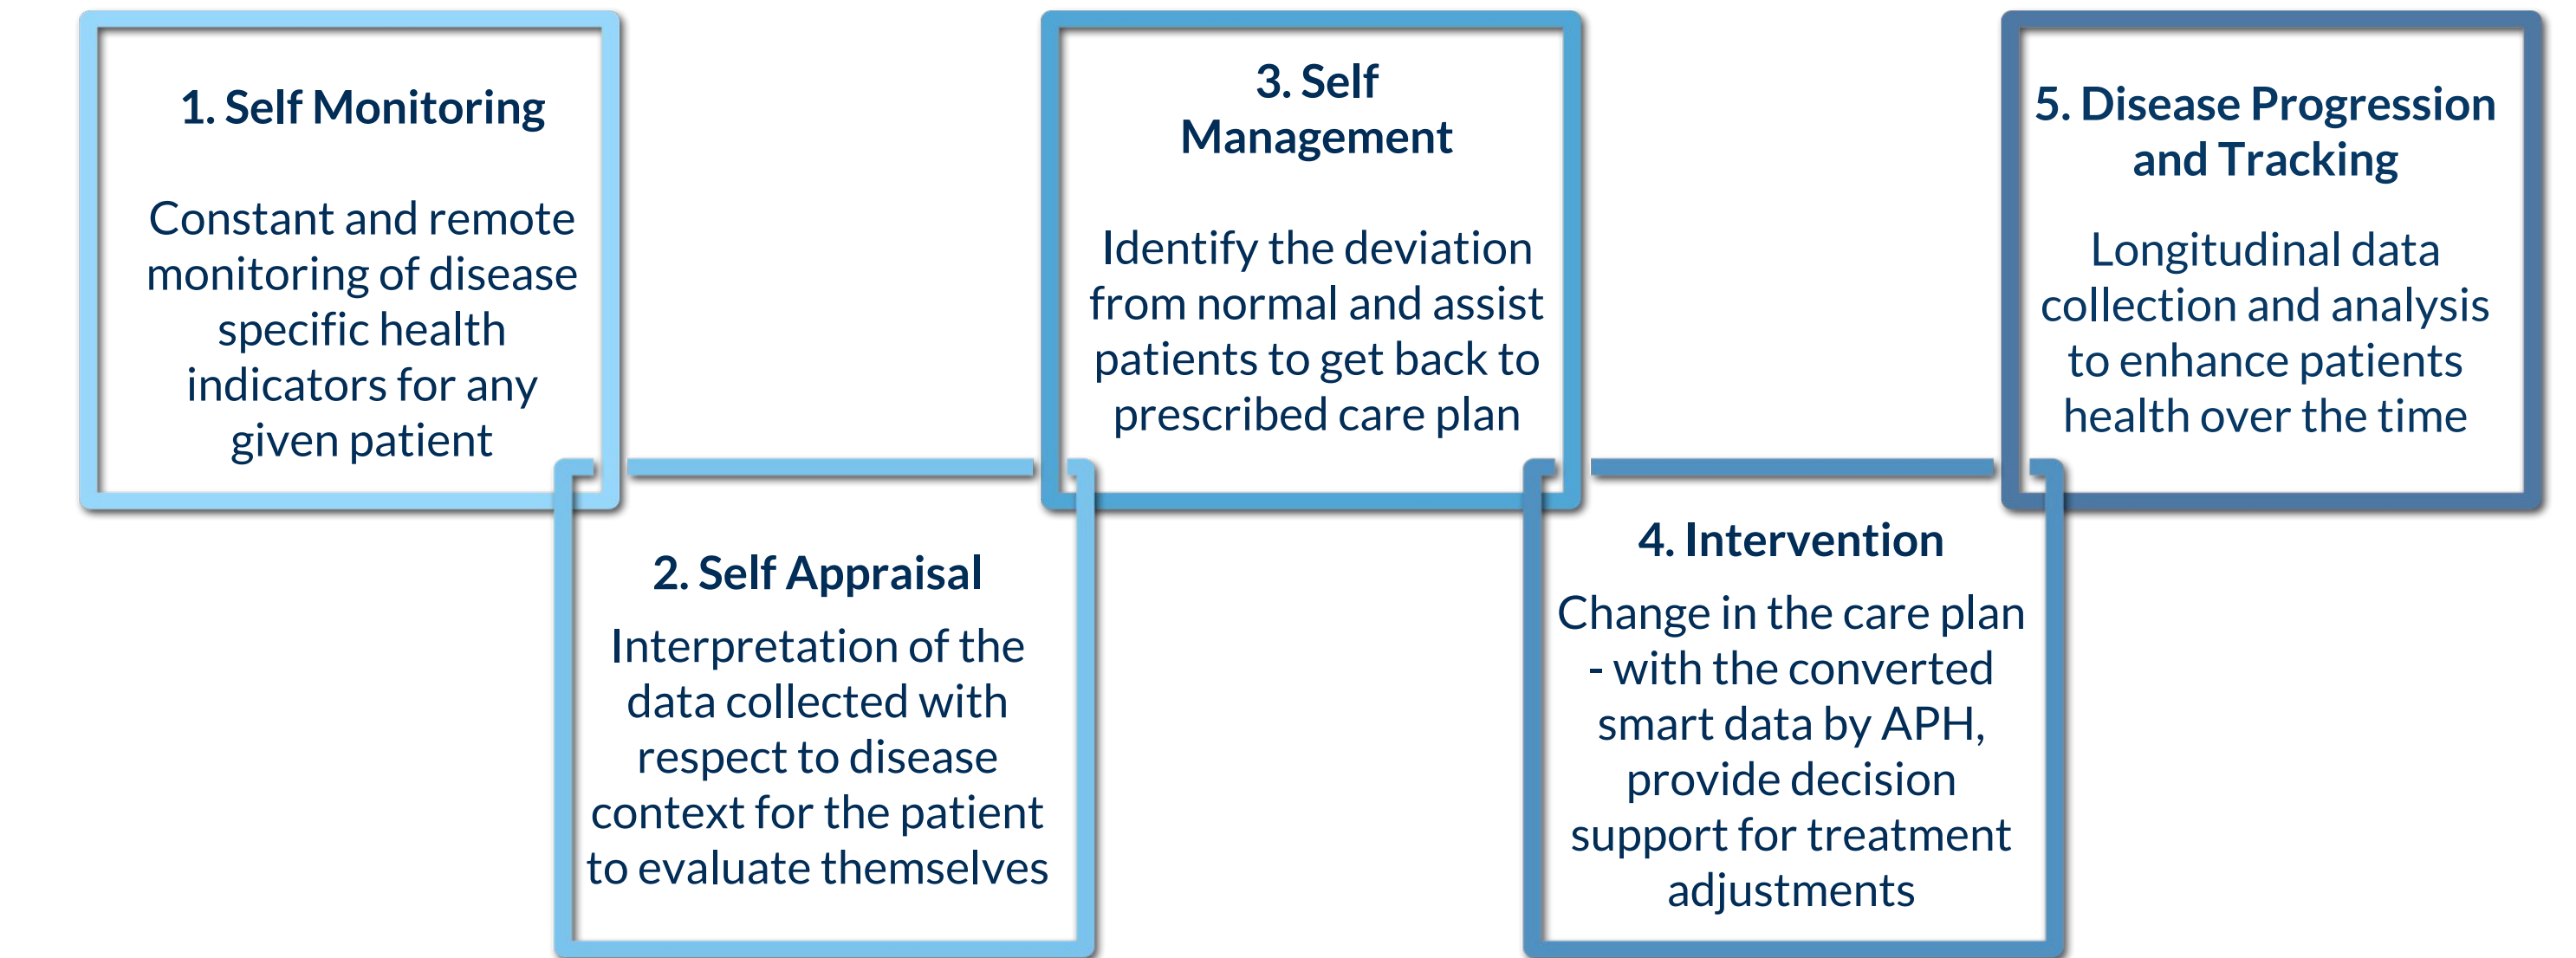 1. Self Monitoring
Constant and remote
monitoring of disease
specific health
indicators for any
given patient
2. Self Appraisal
Interpretation of the
data collected with
respect to disease
context for the patient
to evaluate themselves
3. Self
Management
Identify the deviation
from normal and assist
patients to get back to
prescribed care plan
4. Intervention
Change in the care plan
- with the converted
smart data by APH,
provide decision
support for treatment
adjustments
5. Disease Progression
and Tracking
Longitudinal data
collection and analysis
to enhance patients
health over the time